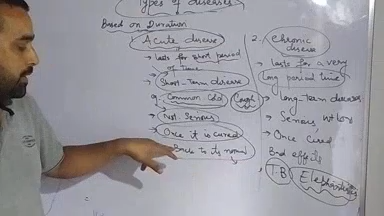 Types of diseases
Based on Duration
Acute disease
→ lasts for short period
of time
→ Short-Term disease
eg. Common Cold, Cough
→ Not Serious
→ Once it is cured
Back to its normal
2. Chronic
disease
→ lasts for a very
Long period time
→ Long-Term diseases
→ Serious,
→ Once Cured
Bad effects
T.B Elephantiasis